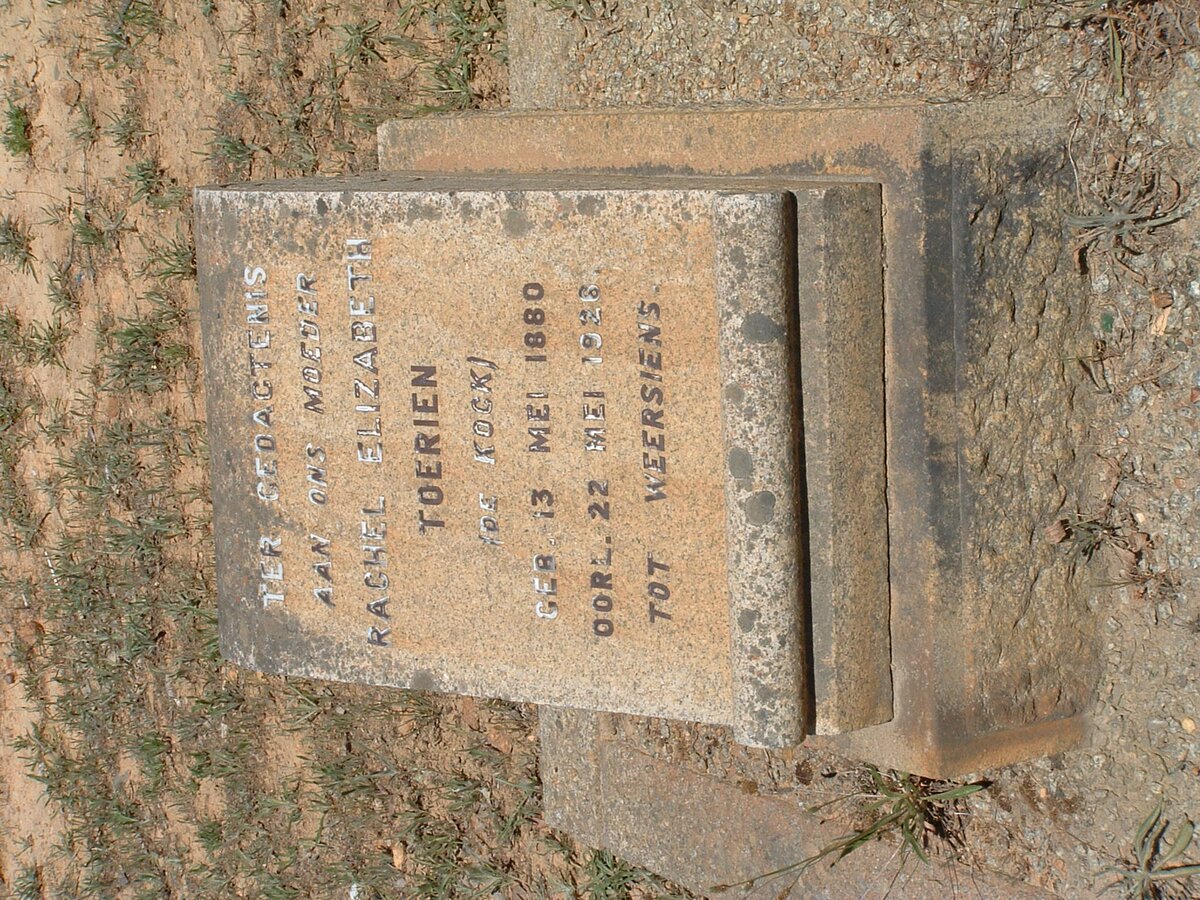 TER GEDACTENIS
AAN ONS MOEDER
RACHEL ELIZABETH
TOERIEN
(DE KOCK)
GEB. 13 MEI 1880
OORL. 22 MEI 1926.
TOT WEERSIENS.